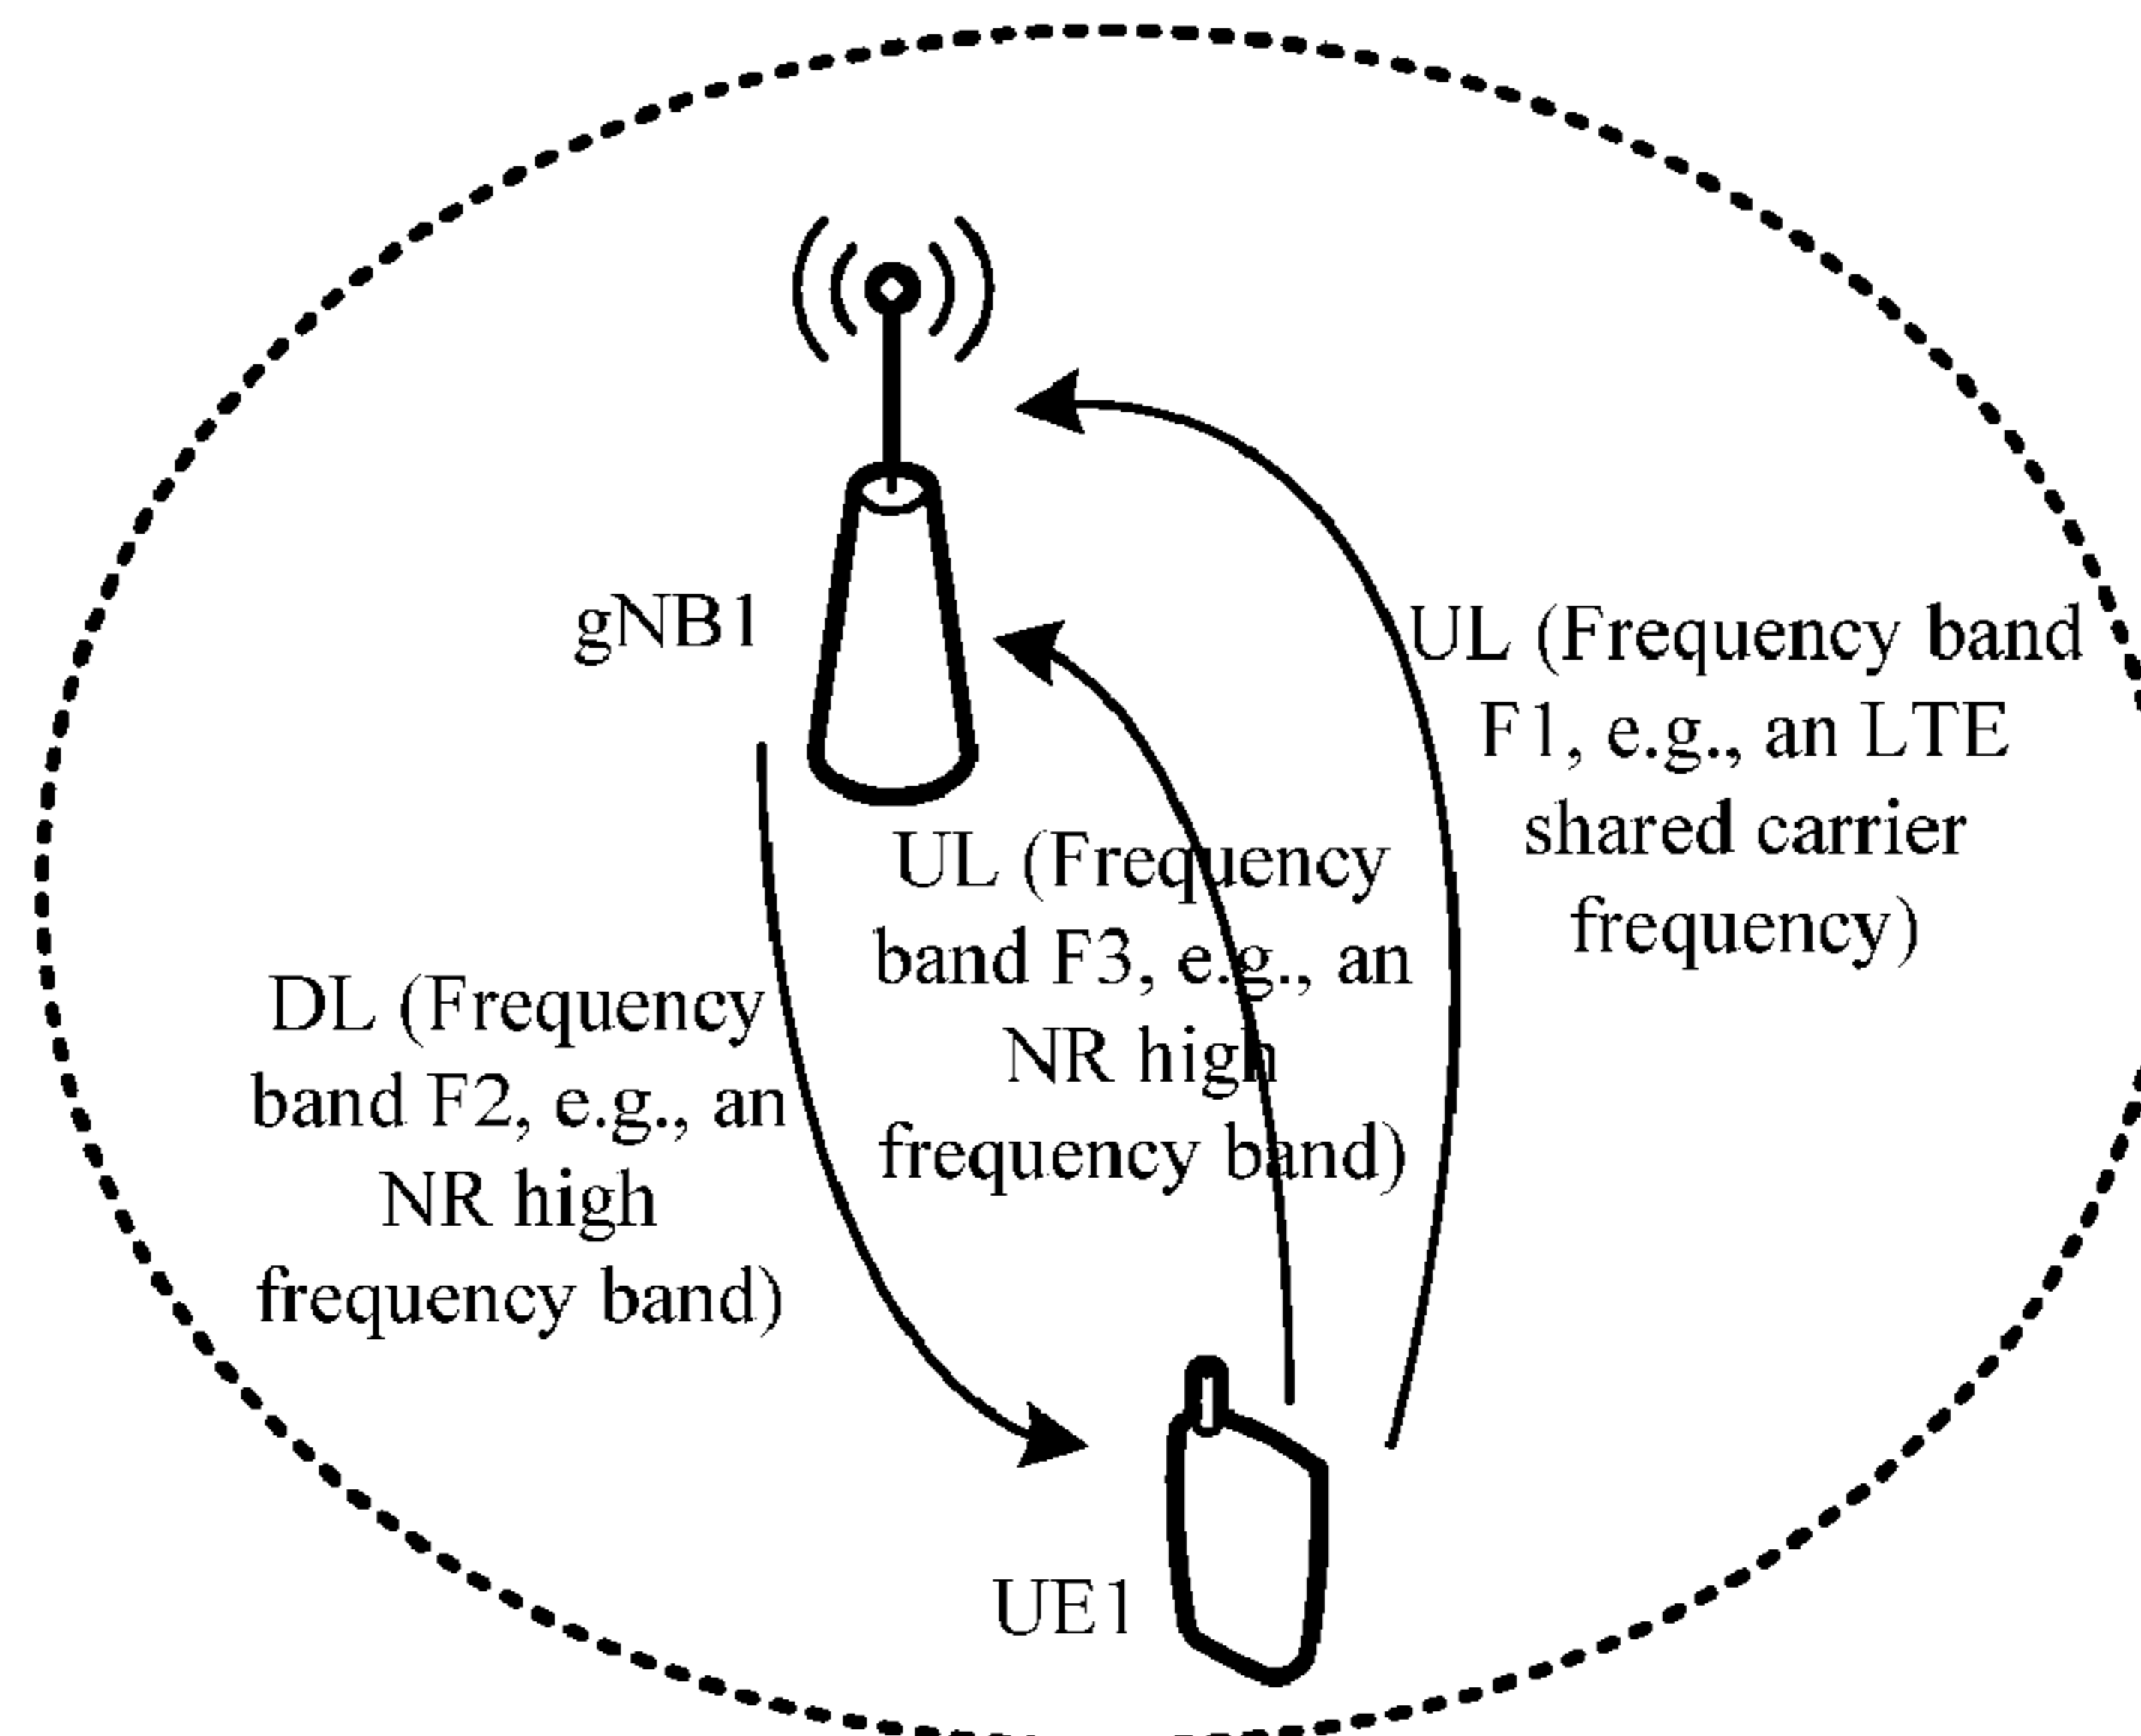 gNB1
UL (Frequency band
F1, e.g., an LTE
shared carrier
frequency)
UL (Frequency
band F3, e.g., an
NR high
frequency band)
DL (Frequency
band F2, e.g., an
NR high
frequency band)
UE1